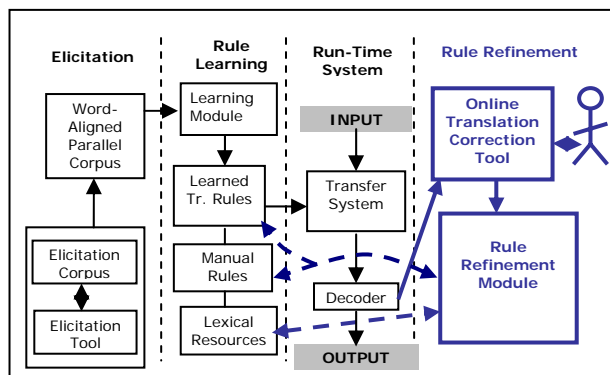 Elicitation
Rule
Learning
Run-Time
System
Rule Refinement
Word-
Aligned
Parallel
Corpus
Elicitation
Corpus
Elicitation
Tool
Learning
Module
Learned
Tr. Rules
Manual
Rules
Lexical
Resources
INPUT
Transfer
System
Decoder
OUTPUT
Online
Translation
Correction
Tool
Rule
Refinement
Module